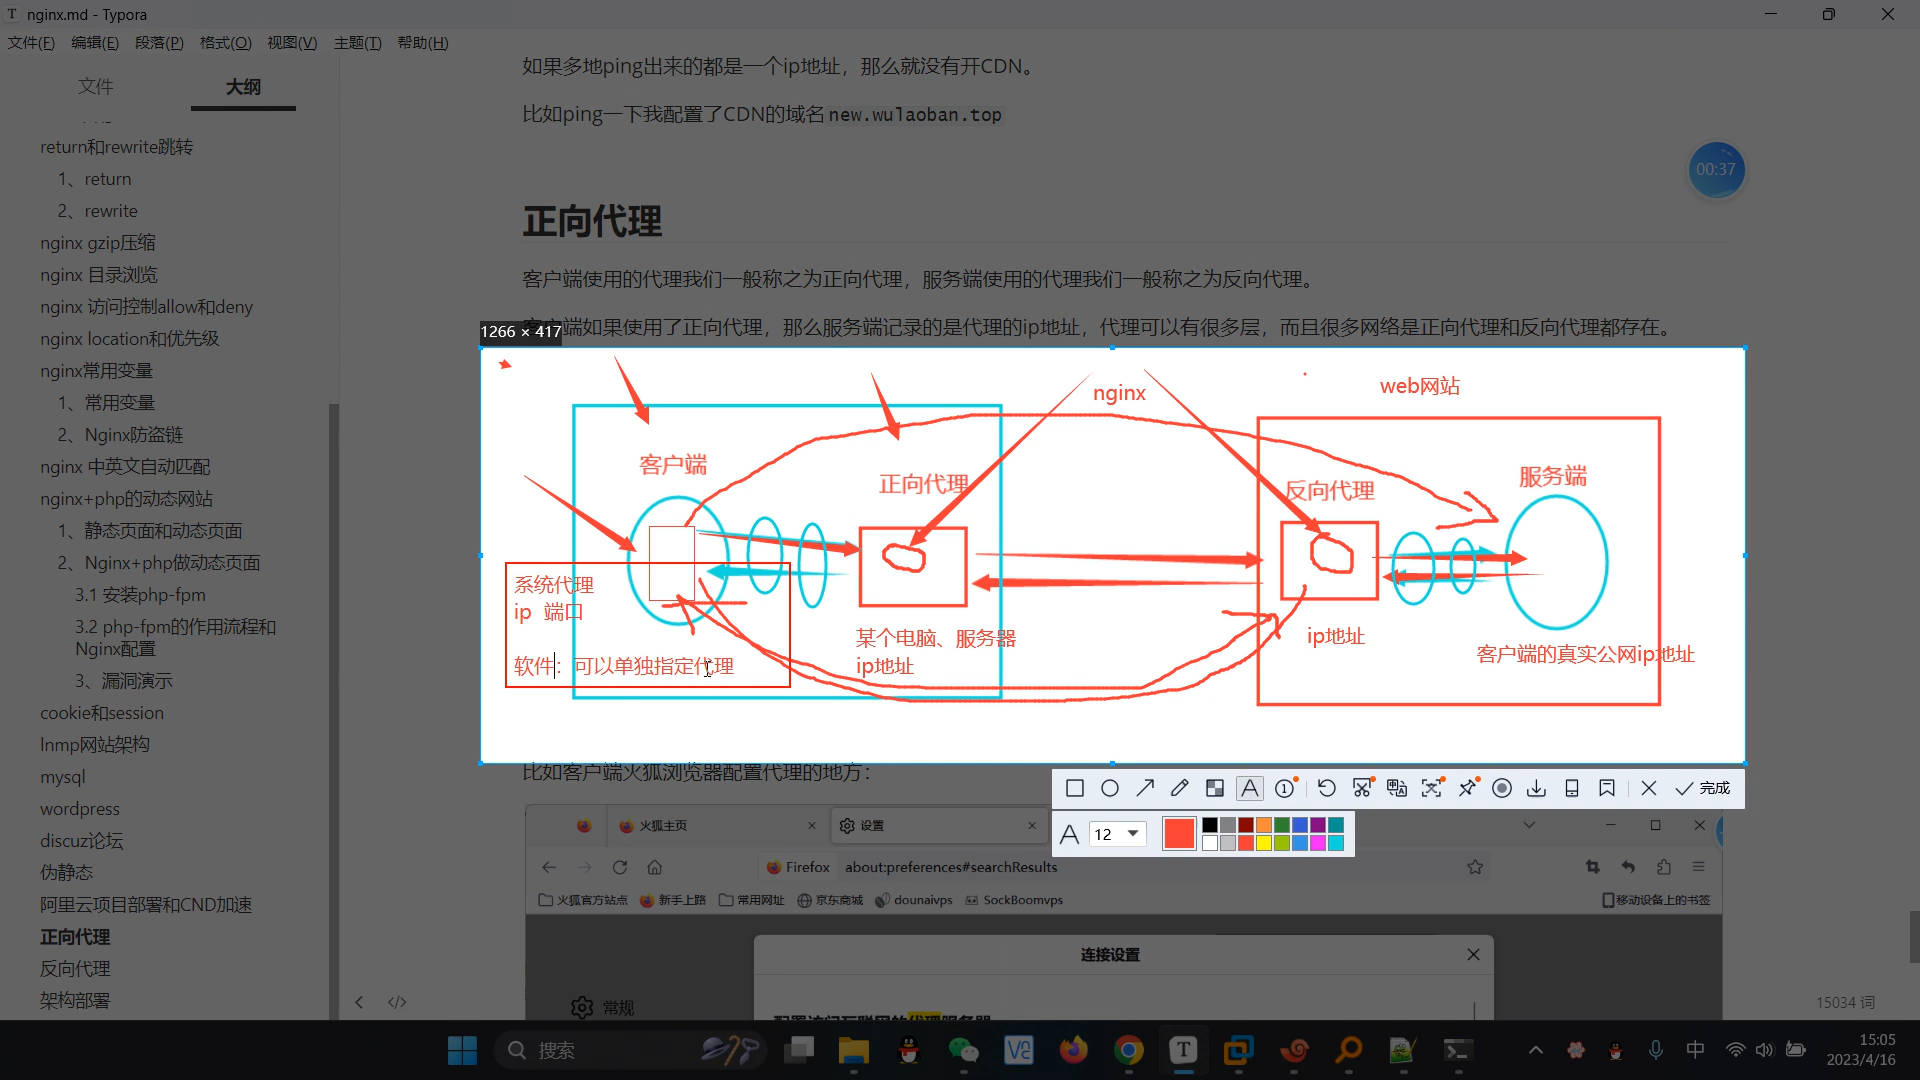 nginx.md - Typora
文件(F) 编辑(E) 段落(P) 格式(O) 视图(V) 主题(T) 帮助(H)
文件 大纲
return和rewrite跳转
1、return
2、rewrite
nginx gzip压缩
nginx 目录浏览
nginx 访问控制allow和deny
nginx location和优先级
nginx常用变量
1、常用变量
2、Nginx防盗链
nginx 中英文自动匹配
nginx+php的动态网站
1、静态页面和动态页面
2、Nginx+php做动态页面
3.1 安装php-fpm
3.2 php-fpm的作用流程和
Nginx配置
3、漏洞演示
cookie和session
lnmp网站架构
mysql
wordpress
discuz论坛
伪静态
阿里云项目部署和CND加速
正向代理
反向代理
架构部署
如果多地ping出来的都是一个ip地址，那么就没有开CDN。
比如ping一下我配置了CDN的域名 new.wulaoban.top
00:37
正向代理
客户端使用的代理我们一般称之为正向代理，服务端使用的代理我们一般称之为反向代理。
1266 × 417
端如果使用了正向代理，那么服务端记录的是代理的ip地址，代理可以有很多层，而且很多网络是正向代理和反向代理都存在。
nginx
web网站
客户端
正向代理
反向代理
服务端
系统代理
ip 端口
软件：可以单独指定代理
某个电脑、服务器
ip地址
ip地址
客户端的真实公网ip地址
比如客户端火狐浏览器配置代理的地方：
完成
12
火狐主页
设置
Firefox about:preferences#searchResults
火狐官方站点 新手上路 常用网址 京东商城 dounaivps SockBoomvps 移动设备上的书签
连接设置
常规
配置访问互联网的代理服务器
15034 词
搜索
中
15:05
2023/4/16